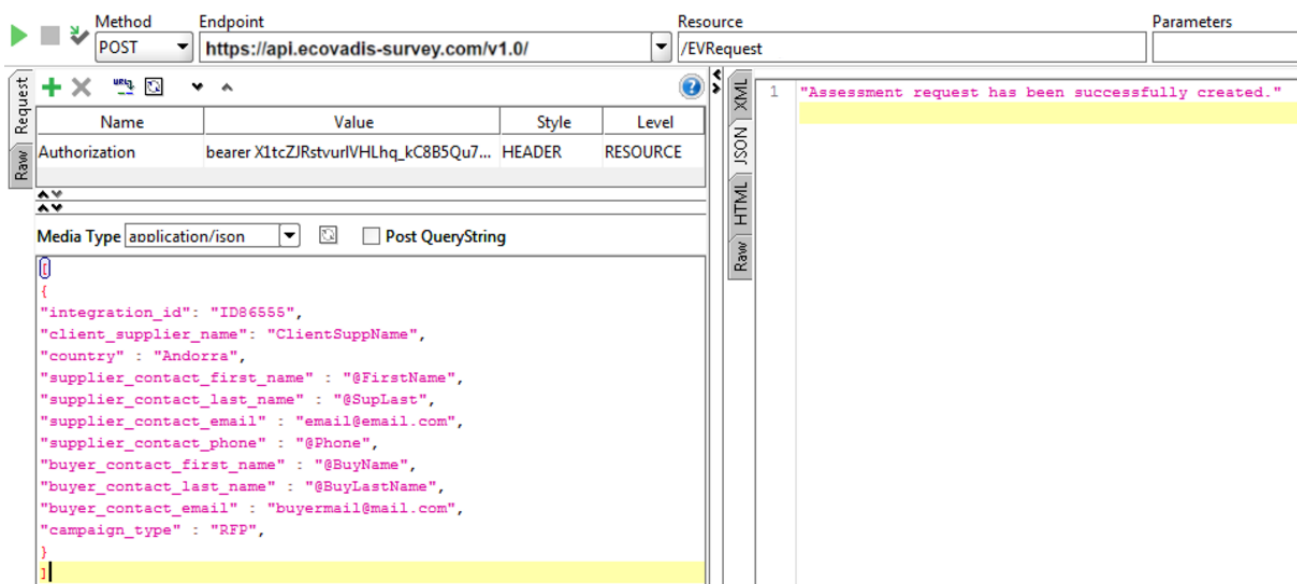 Method Endpoint Resource Parameters
POST https://api.ecovadis-survey.com/v1.0/ /EVRequest
Request
Raw
Name Value Style Level
Authorization bearer X1tcZJRstvurIVHLhq_kC8B5Qu7... HEADER RESOURCE
Media Type application/json Post QueryString
[
{
"integration_id": "ID86555",
"client_supplier_name": "ClientSuppName",
"country" : "Andorra",
"supplier_contact_first_name" : "@FirstName",
"supplier_contact_last_name" : "@SupLast",
"supplier_contact_email" : "email@email.com",
"supplier_contact_phone" : "@Phone",
"buyer_contact_first_name" : "@BuyName",
"buyer_contact_last_name" : "@BuyLastName",
"buyer_contact_email" : "buyermail@mail.com",
"campaign_type" : "RFP",
}
]
XML
JSON
HTML
Raw
1 "Assessment request has been successfully created."